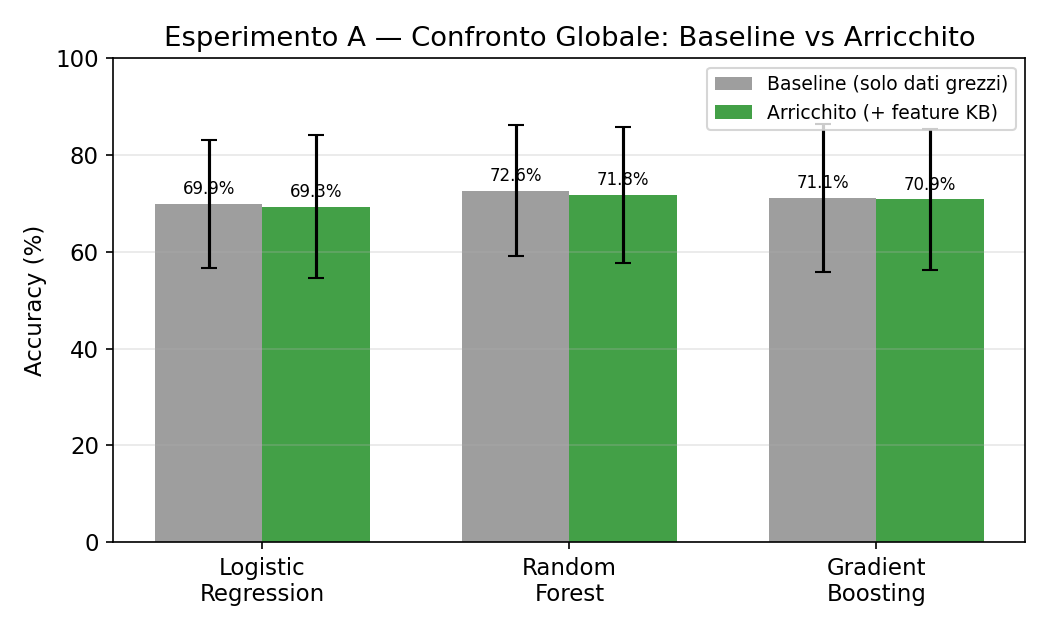 Esperimento A — Confronto Globale: Baseline vs Arricchito
100
80
60
40
20
0
Accuracy (%)
Baseline (solo dati grezzi)
Arricchito (+ feature KB)
69.9%
69.3%
72.6%
71.8%
71.1%
70.9%
Logistic
Regression
Random
Forest
Gradient
Boosting